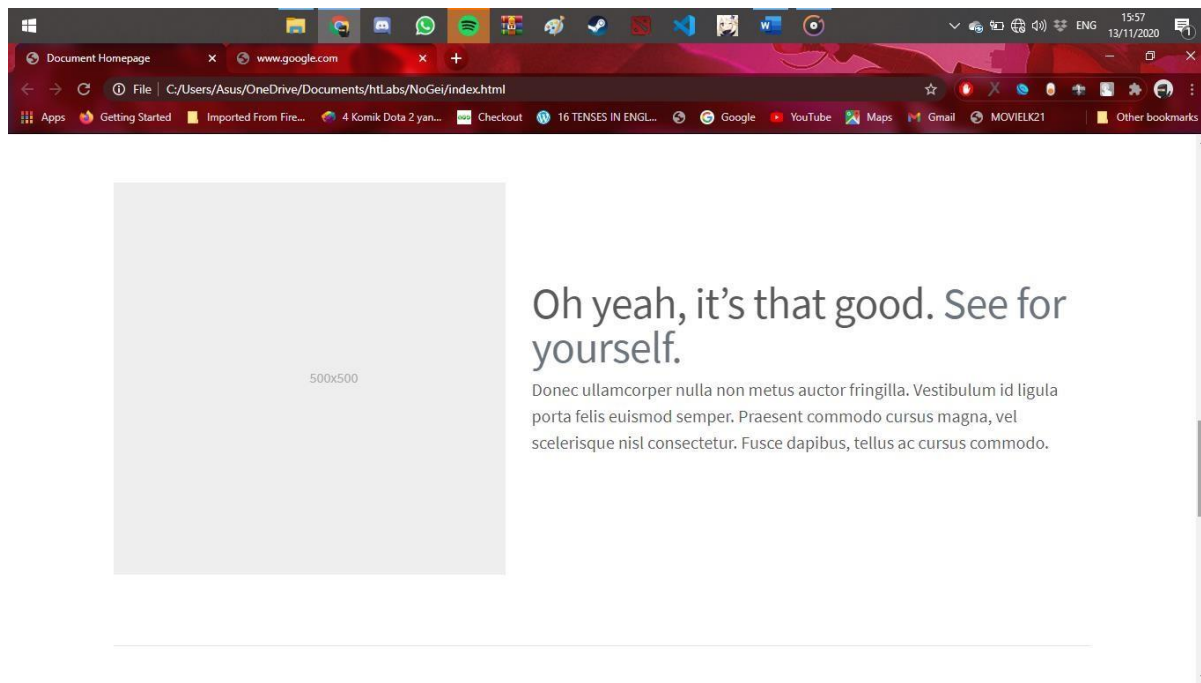 ENG
15:57
13/11/2020
1
Document Homepage
www.google.com
File | C:/Users/Asus/OneDrive/Documents/htLabs/NoGei/index.html
Apps Getting Started Imported From Fire... 4 Komik Dota 2 yan... Checkout 16 TENSES IN ENGL... Google YouTube Maps Gmail MOVIELK21 Other bookmarks
500x500
Oh yeah, it’s that good. See for
yourself.
Donec ullamcorper nulla non metus auctor fringilla. Vestibulum id ligula
porta felis euismod semper. Praesent commodo cursus magna, vel
scelerisque nisl consectetur. Fusce dapibus, tellus ac cursus commodo.